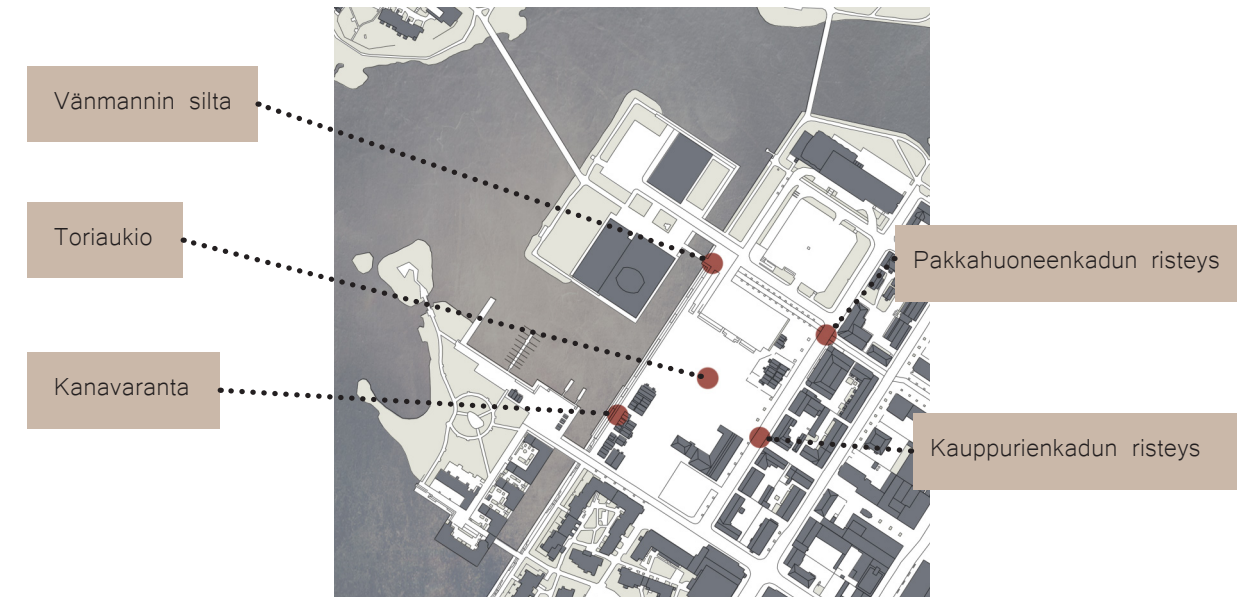 Vänmannin silta
Toriaukio
Kanavaranta
Pakkahuoneenkadun risteys
Kauppurienkadun risteys